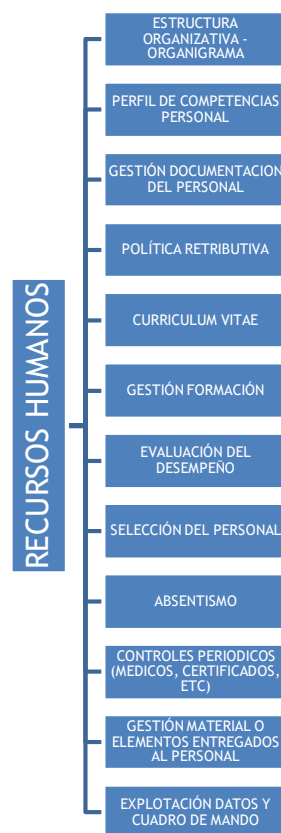 RECURSOS HUMANOS
ESTRUCTURA
ORGANIZATIVA -
ORGANIGRAMA
PERFIL DE COMPETENCIAS
PERSONAL
GESTIÓN DOCUMENTACION
DEL PERSONAL
POLÍTICA RETRIBUTIVA
CURRICULUM VITAE
GESTIÓN FORMACIÓN
EVALUACIÓN DEL
DESEMPEÑO
SELECCIÓN DEL PERSONAL
ABSENTISMO
CONTROLES PERIODICOS
(MEDICOS, CERTIFICADOS,
ETC)
GESTIÓN MATERIAL O
ELEMENTOS ENTREGADOS
AL PERSONAL
EXPLOTACIÓN DATOS Y
CUADRO DE MANDO